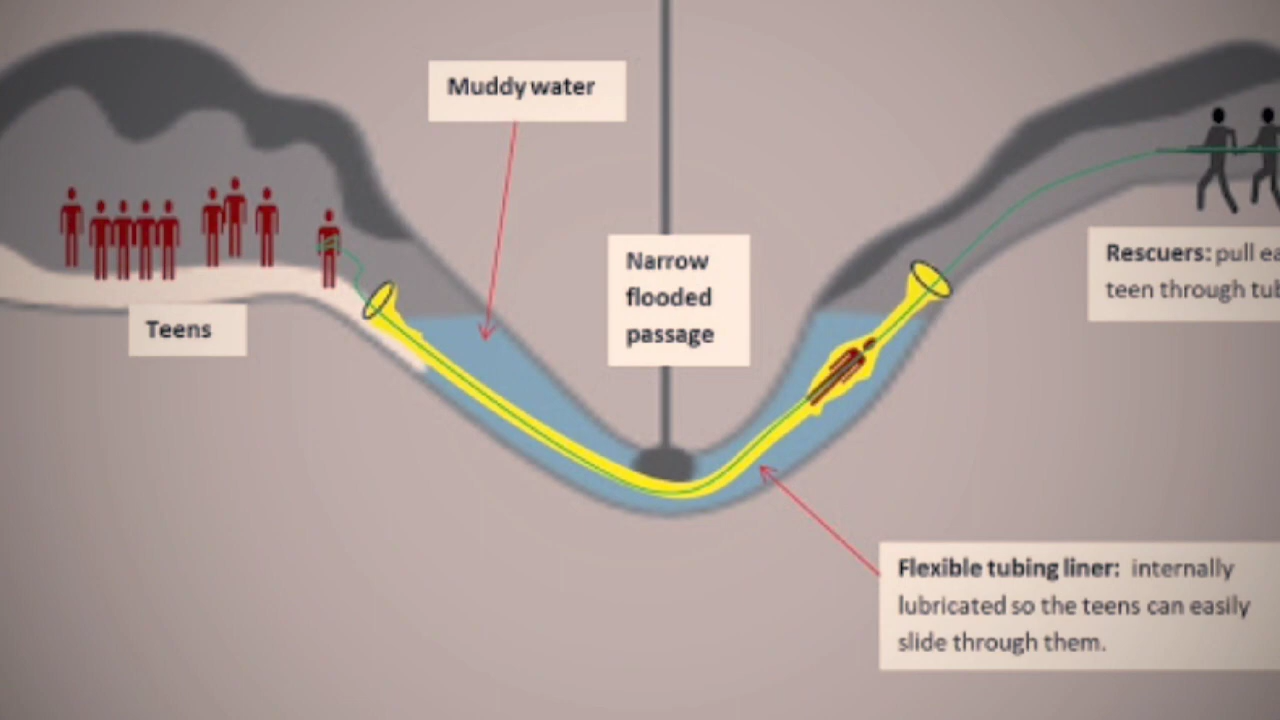 Muddy water
Narrow
flooded
passage
Teens
Rescuers: pull
teen through
Flexible tubing liner: internally
lubricated so the teens can easily
slide through them.